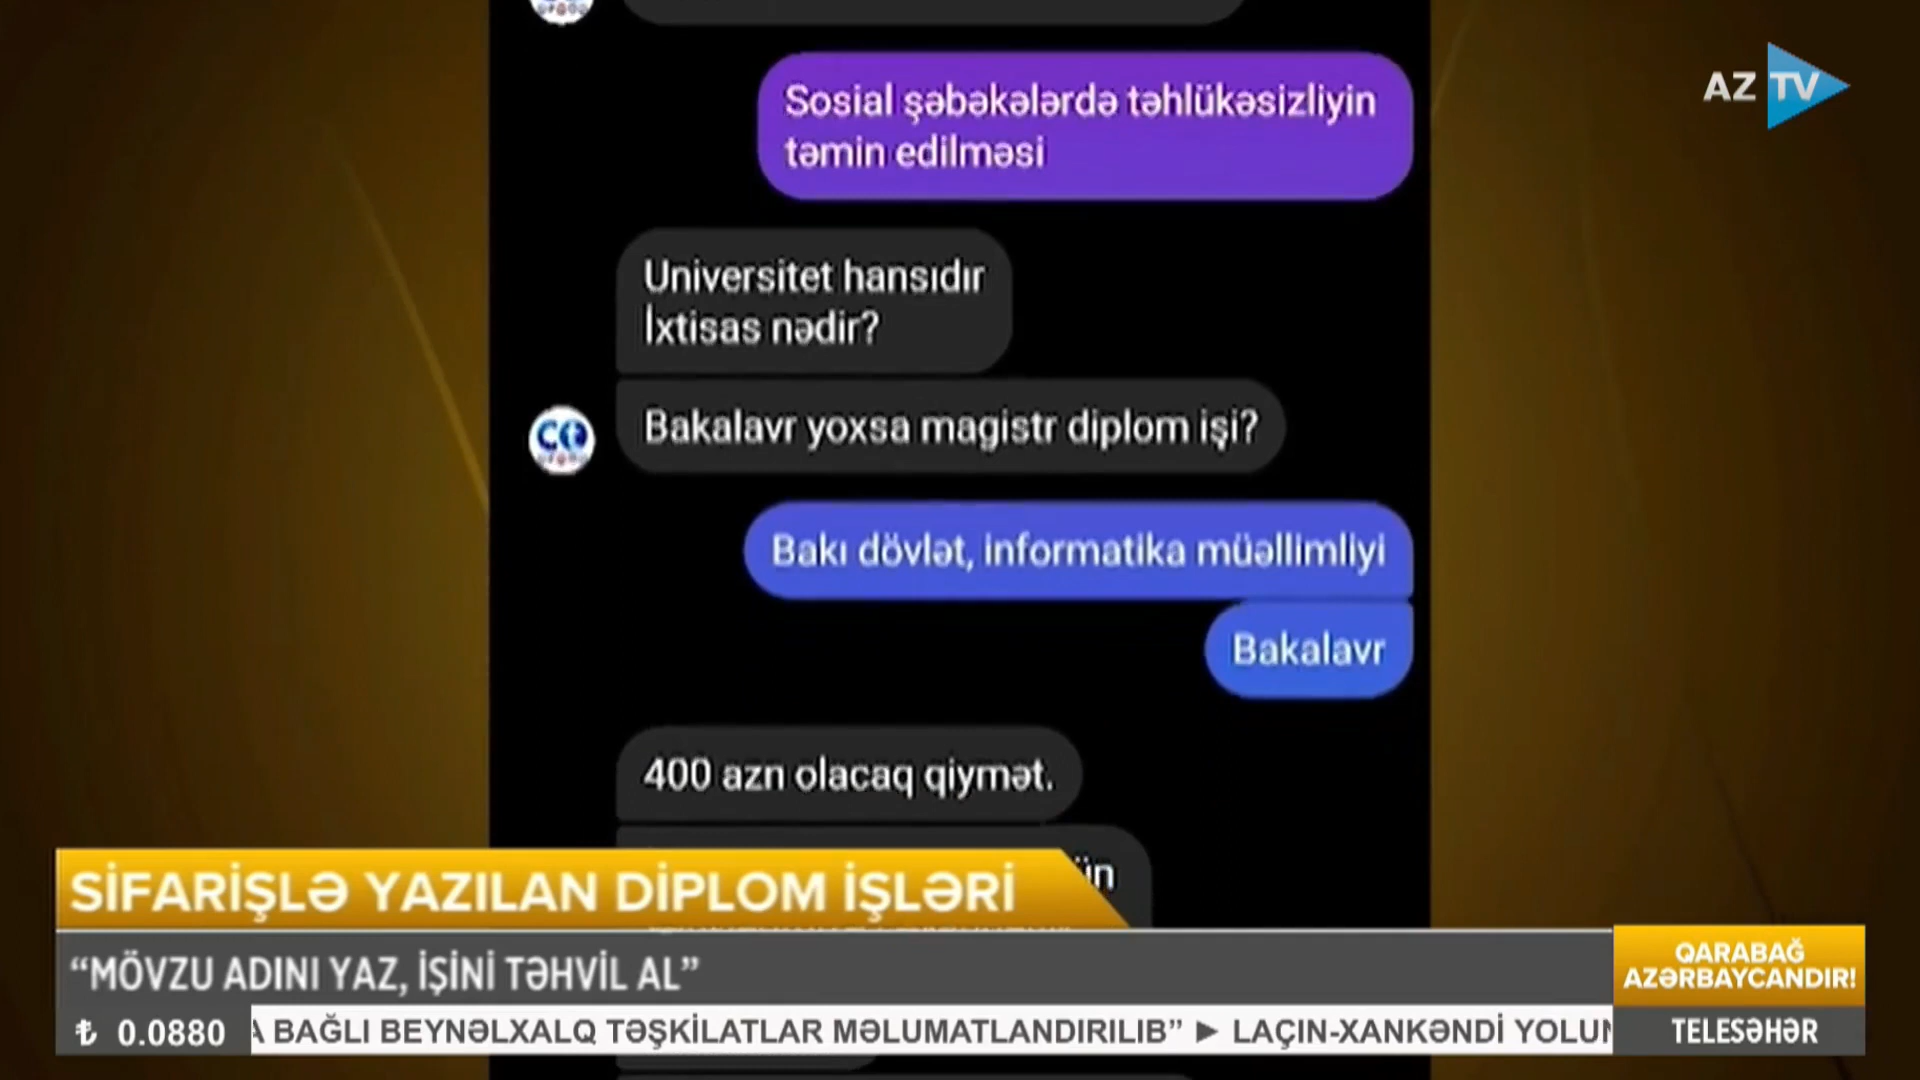 AZ TV
Sosial şəbəkələrdə təhlükəsizliyin
təmin edilməsi
Universitet hansıdır
İxtisas nədir?
Bakalavr yoxsa magistr diplom işi?
Bakı dövlət, informatika müəllimliyi
Bakalavr
400 azn olacaq qiymət.
SİFARİŞLƏ YAZILAN DİPLOM İŞLƏRİ
“MÖVZU ADINI YAZ, İŞİNİ TƏHVİL AL”
QARABAĞ
AZƏRBAYCANDIR!
₺ 0.0880
A BAĞLI BEYNƏLXALQ TƏŞKİLATLAR MƏLUMATLANDIRILIB” ► LAÇIN-XANKƏNDİ
TELESƏHƏR